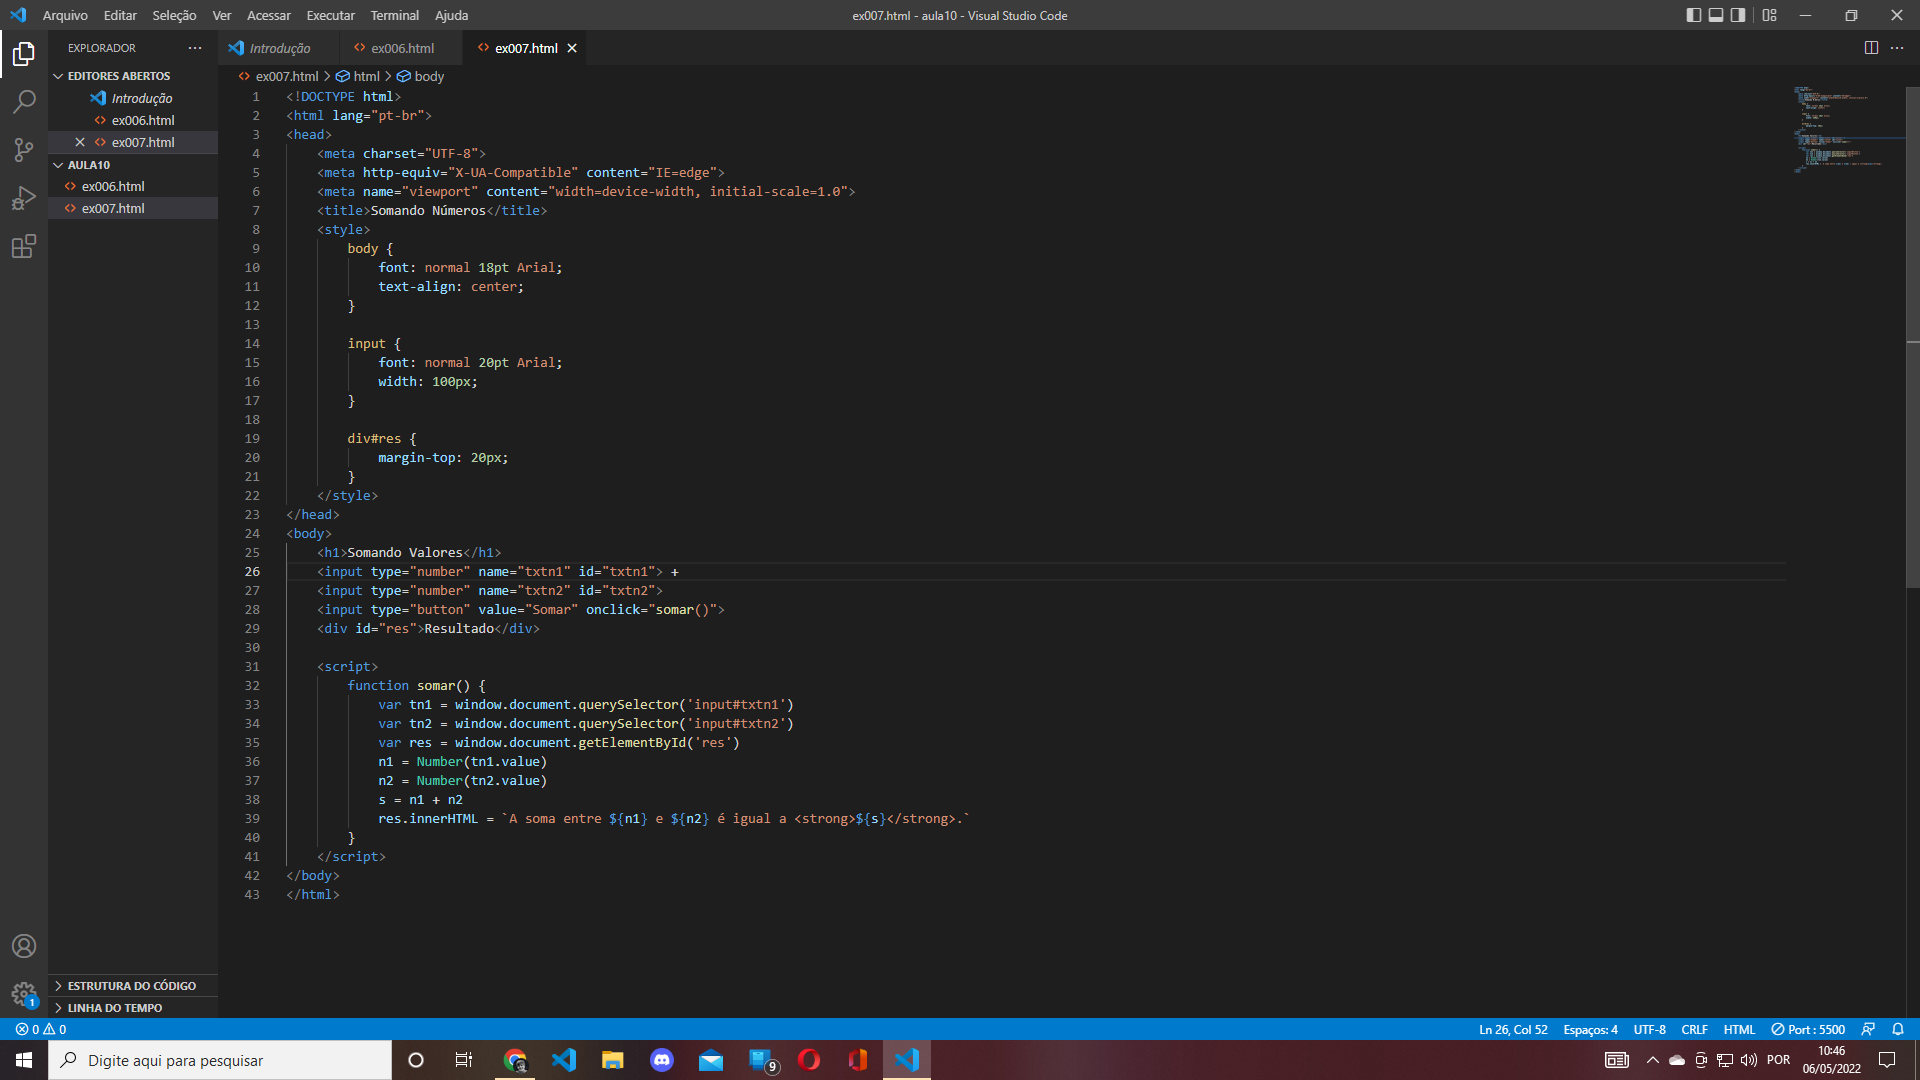 Arquivo Editar Seleção Ver Acessar Executar Terminal Ajuda
ex007.html - aula10 - Visual Studio Code
EXPLORADOR
Introdução
ex006.html
ex007.html
EDITORES ABERTOS
Introdução
ex006.html
ex007.html
AULA10
ex006.html
ex007.html
ESTRUTURA DO CÓDIGO
LINHA DO TEMPO
1
ex007.html > html > body
1 <!DOCTYPE html>
2 <html lang="pt-br">
3 <head>
4 <meta charset="UTF-8">
5 <meta http-equiv="X-UA-Compatible" content="IE=edge">
6 <meta name="viewport" content="width=device-width, initial-scale=1.0">
7 <title>Somando Números</title>
8 <style>
9 body {
10 font: normal 18pt Arial;
11 text-align: center;
12 }
13
14 input {
15 font: normal 20pt Arial;
16 width: 100px;
17 }
18
19 div#res {
20 margin-top: 20px;
21 }
22 </style>
23 </head>
24 <body>
25 <h1>Somando Valores</h1>
26 <input type="number" name="txtn1" id="txtn1"> +
27 <input type="number" name="txtn2" id="txtn2">
28 <input type="button" value="Somar" onclick="somar()">
29 <div id="res">Resultado</div>
30
31 <script>
32 function somar() {
33 var tn1 = window.document.querySelector('input#txtn1')
34 var tn2 = window.document.querySelector('input#txtn2')
35 var res = window.document.getElementById('res')
36 n1 = Number(tn1.value)
37 n2 = Number(tn2.value)
38 s = n1 + n2
39 res.innerHTML = `A soma entre ${n1} e ${n2} é igual a <strong>${s}</strong>.`
40 }
41 </script>
42 </body>
43 </html>
0 0
Ln 26, Col 52 Espaços: 4 UTF-8 CRLF HTML Port : 5500
Digite aqui para pesquisar
9
POR
10:46
06/05/2022